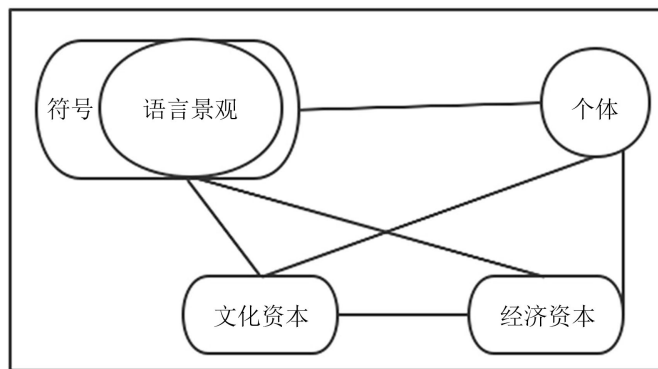 符号
语言景观
个体
文化资本
经济资本